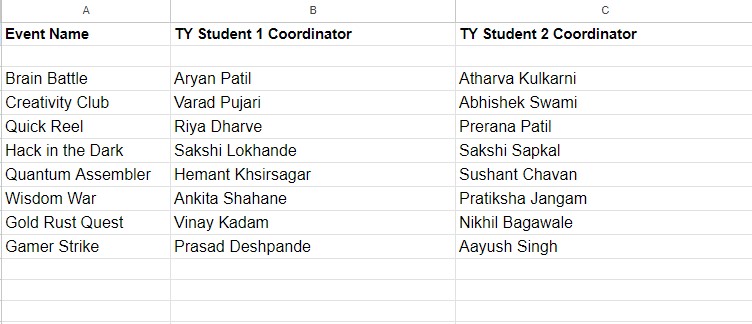 A B C
Event Name TY Student 1 Coordinator TY Student 2 Coordinator
Brain Battle Aryan Patil Atharva Kulkarni
Creativity Club Varad Pujari Abhishek Swami
Quick Reel Riya Dharve Prerana Patil
Hack in the Dark Sakshi Lokhande Sakshi Sapkal
Quantum Assembler Hemant Khsirsagar Sushant Chavan
Wisdom War Ankita Shahane Pratiksha Jangam
Gold Rust Quest Vinay Kadam Nikhil Bagawale
Gamer Strike Prasad Deshpande Aayush Singh